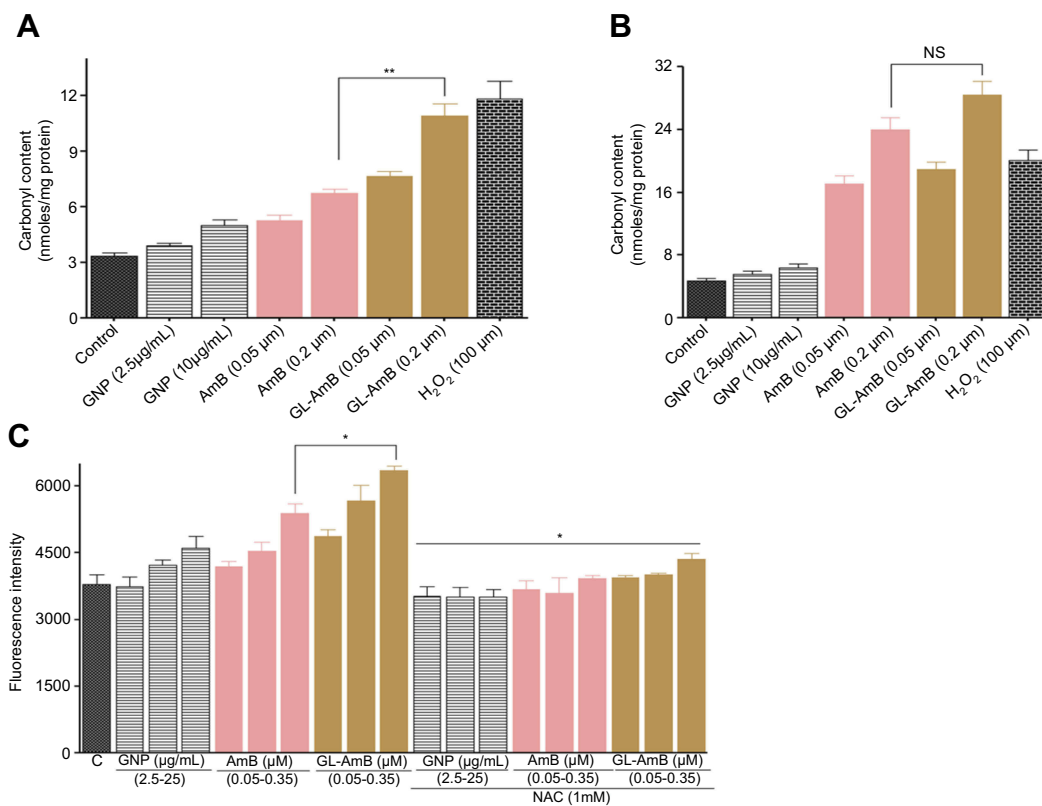 A
Carbonyl content
(nmoles/mg protein)
12
9
6
3
0
**
Control
GNP (2.5µg/mL)
GNP (10µg/mL)
AmB (0.05 µm)
AmB (0.2 µm)
GL-AmB (0.05 µm)
GL-AmB (0.2 µm)
H₂O₂ (100 µm)
B
Carbonyl content
(nmoles/mg protein)
32
24
16
8
0
NS
Control
GNP (2.5µg/mL)
GNP (10µg/mL)
AmB (0.05 µm)
AmB (0.2 µm)
GL-AmB (0.05 µm)
GL-AmB (0.2 µm)
H₂O₂ (100 µm)
C
Fluorescence intensity
6000
4500
3000
1500
0
*
*
C GNP (µg/mL) AmB (µM) GL-AmB (µM) GNP (µg/mL) AmB (µM) GL-AmB (µM)
(2.5-25) (0.05-0.35) (0.05-0.35) (2.5-25) (0.05-0.35) (0.05-0.35)
NAC (1mM)